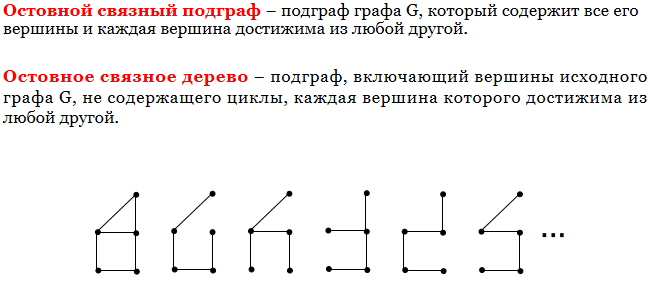 Остовной связный подграф – подграф графа G, который содержит все его
вершины и каждая вершина достижима из любой другой.
Остовное связное дерево – подграф, включающий вершины исходного
графа G, не содержащего циклы, каждая вершина которого достижима из
любой другой.
...